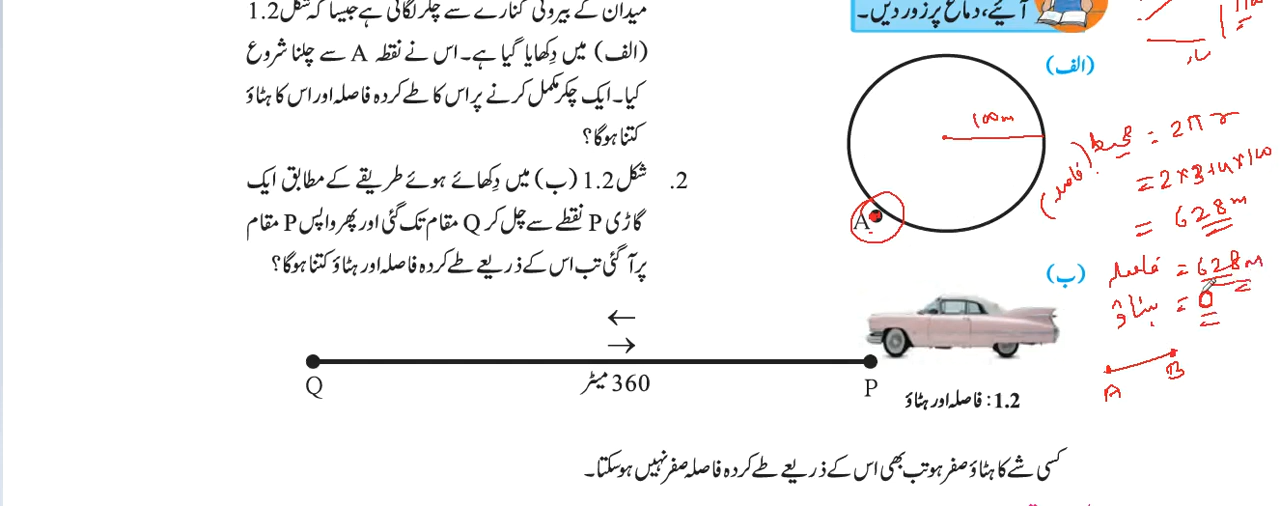 میدان کے بیرونی کنارے سے چکر لگاتی ہے جیسا کہ شکل 1.2
(الف) میں دِکھایا گیا ہے۔ اس نے نقطہ A سے چلنا شروع
کیا۔ ایک چکر مکمل کرنے پر اس کا طے کردہ فاصلہ اور اس کا ہٹاؤ
کتنا ہوگا؟
2. شکل 1.2 (ب) میں دِکھائے ہوئے طریقے کے مطابق ایک
گاڑی P نقطے سے چل کر Q مقام تک گئی اور پھر واپس P مقام
پر آ گئی تب اس کے ذریعے طے کردہ فاصلہ اور ہٹاؤ کتنا ہوگا؟
آئیے، دماغ پر زور دیں۔
(الف)
100m
A
محیط = 2πr
(فاصلہ)
= 2×3.14×100
= 628m
(ب)
فاصلہ = 628m
ہٹاؤ = 0
A B
←
→
Q 360 میٹر P
1.2 : فاصلہ اور ہٹاؤ
کسی شے کا ہٹاؤ صفر ہو تب بھی اس کے ذریعے طے کردہ فاصلہ صفر نہیں ہوسکتا۔